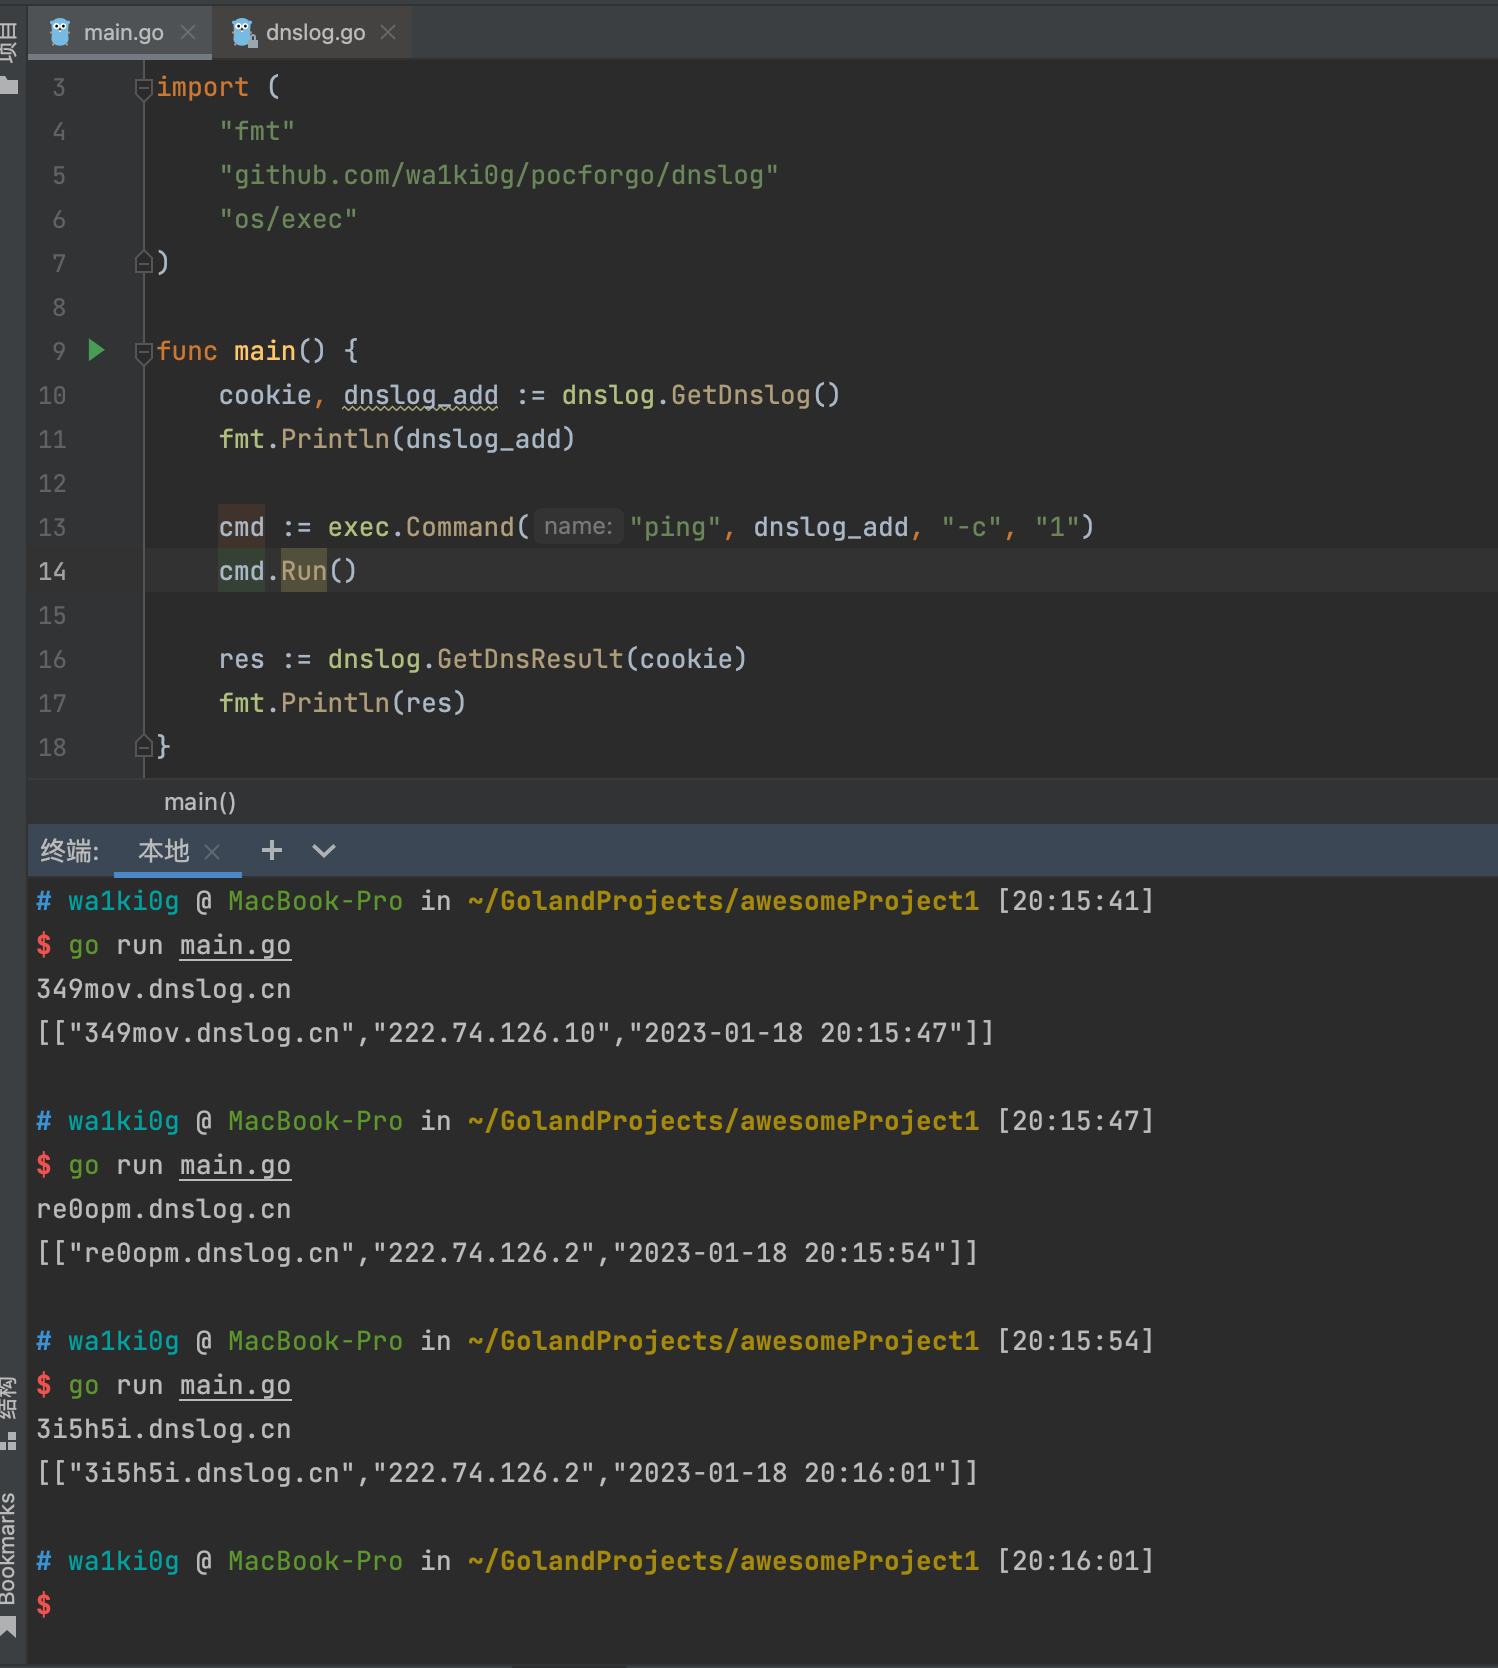 main.go dnslog.go
项目
3 import (
4 "fmt"
5 "github.com/wa1ki0g/pocforgo/dnslog"
6 "os/exec"
7 )
8
9 func main() {
10 cookie, dnslog_add := dnslog.GetDnslog()
11 fmt.Println(dnslog_add)
12
13 cmd := exec.Command( name: "ping", dnslog_add, "-c", "1")
14 cmd.Run()
15
16 res := dnslog.GetDnsResult(cookie)
17 fmt.Println(res)
18 }
main()
终端: 本地
# wa1ki0g @ MacBook-Pro in ~/GolandProjects/awesomeProject1 [20:15:41]
$ go run main.go
349mov.dnslog.cn
[["349mov.dnslog.cn","222.74.126.10","2023-01-18 20:15:47"]]
# wa1ki0g @ MacBook-Pro in ~/GolandProjects/awesomeProject1 [20:15:47]
$ go run main.go
re0opm.dnslog.cn
[["re0opm.dnslog.cn","222.74.126.2","2023-01-18 20:15:54"]]
# wa1ki0g @ MacBook-Pro in ~/GolandProjects/awesomeProject1 [20:15:54]
$ go run main.go
3i5h5i.dnslog.cn
[["3i5h5i.dnslog.cn","222.74.126.2","2023-01-18 20:16:01"]]
# wa1ki0g @ MacBook-Pro in ~/GolandProjects/awesomeProject1 [20:16:01]
$
结构
Bookmarks